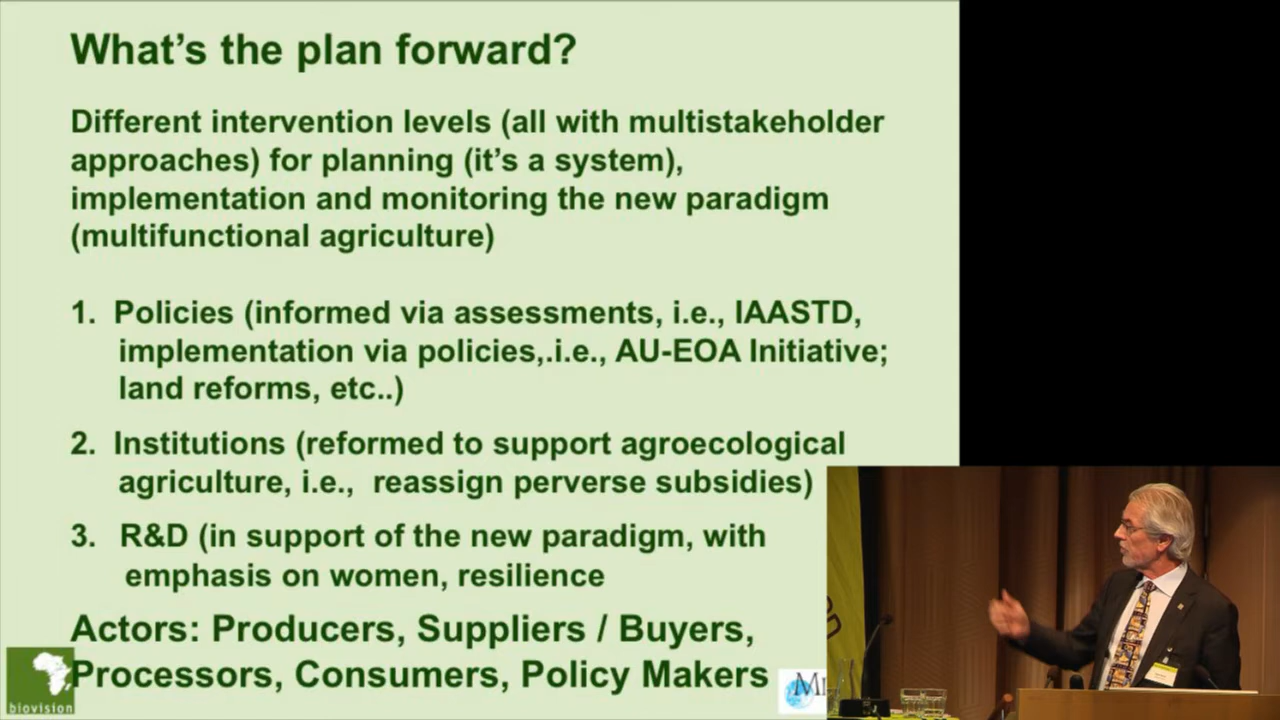 What's the plan forward?
Different intervention levels (all with multistakeholder
approaches) for planning (it's a system),
implementation and monitoring the new paradigm
(multifunctional agriculture)
1. Policies (informed via assessments, i.e., IAASTD,
implementation via policies,.i.e., AU-EOA Initiative;
land reforms, etc..)
2. Institutions (reformed to support agroecological
agriculture, i.e., reassign perverse subsidies)
3. R&D (in support of the new paradigm, with
emphasis on women, resilience
Actors: Producers, Suppliers / Buyers,
Processors, Consumers, Policy Makers
biovision